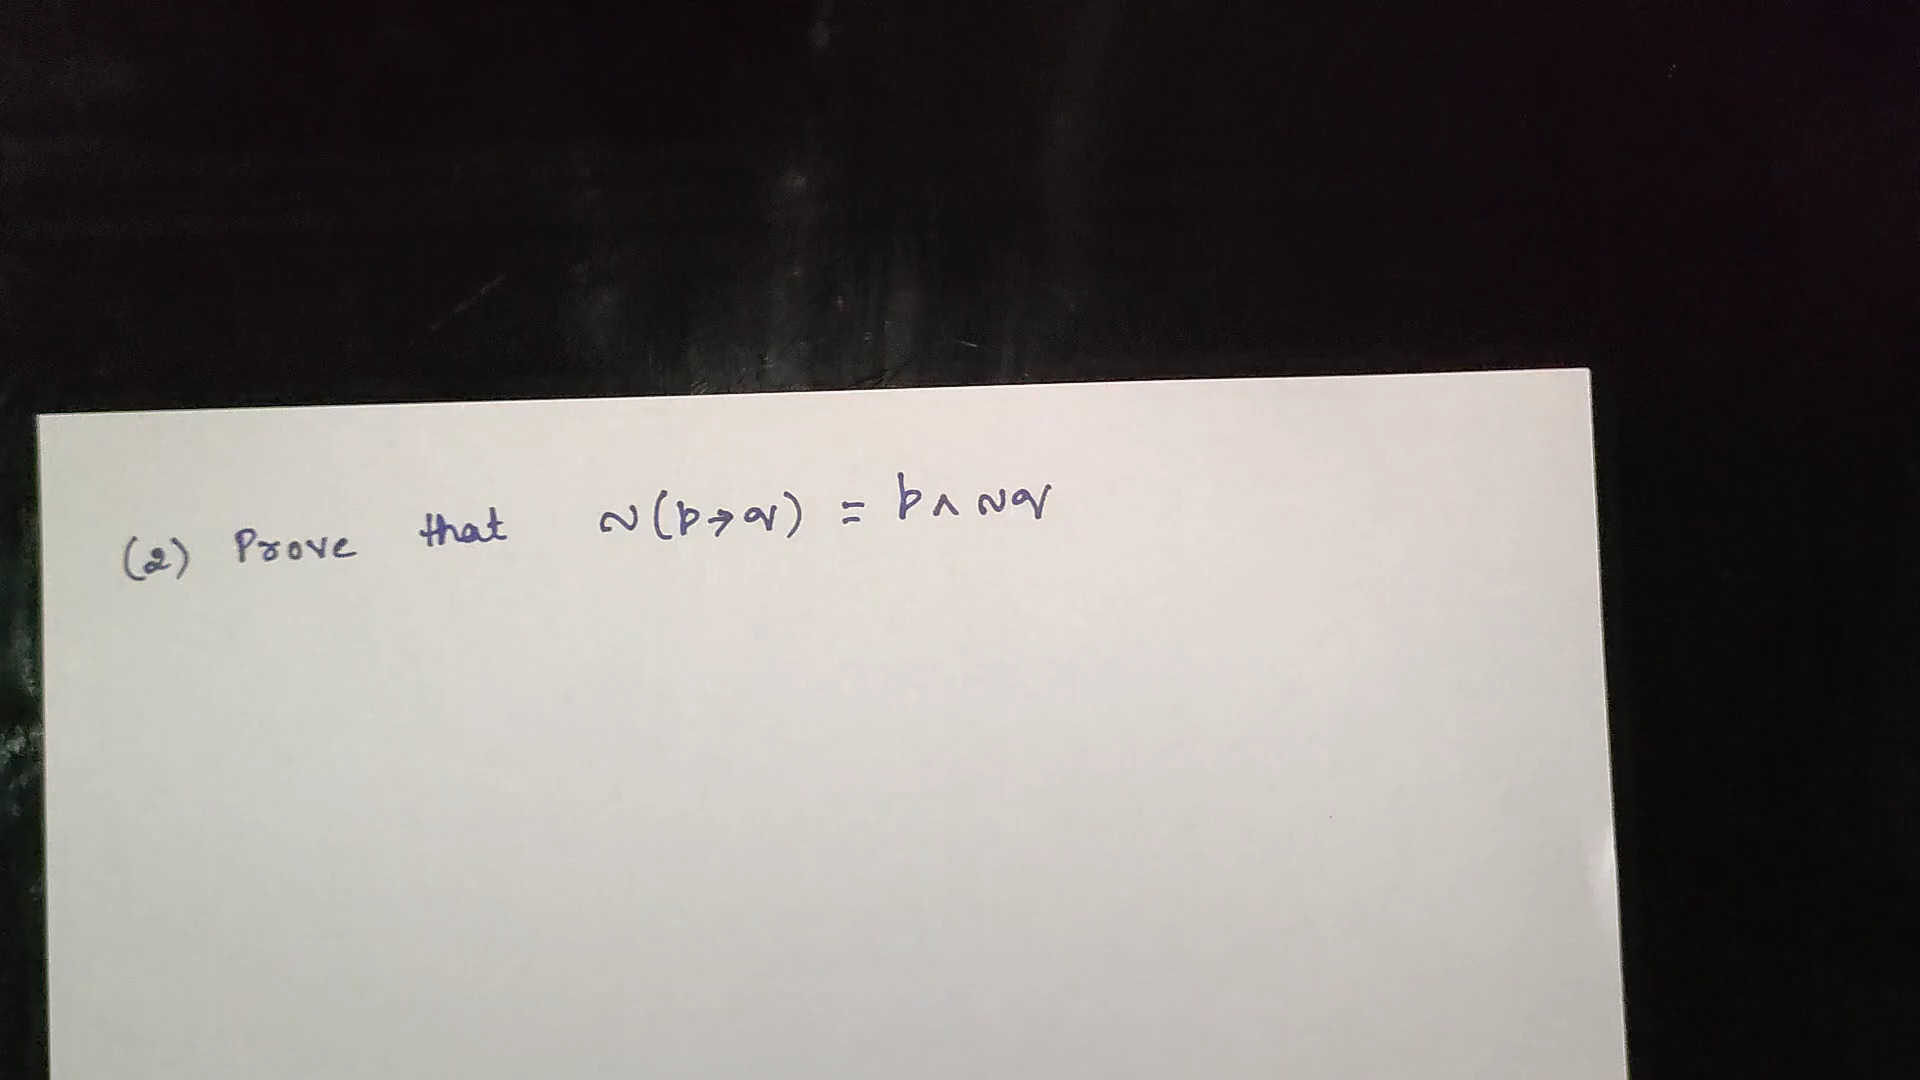 (2) Prove that ~(p→q) = p∧~q